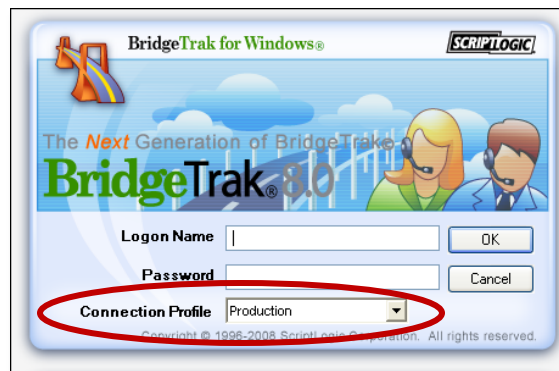 BridgeTrak for Windows®
SCRIPTLOGIC
The Next Generation of BridgeTrak®
BridgeTrak® 8.0
Logon Name
OK
Password
Cancel
Connection Profile
Production
Copyright © 1996-2008 ScriptLogic Corporation. All rights reserved.